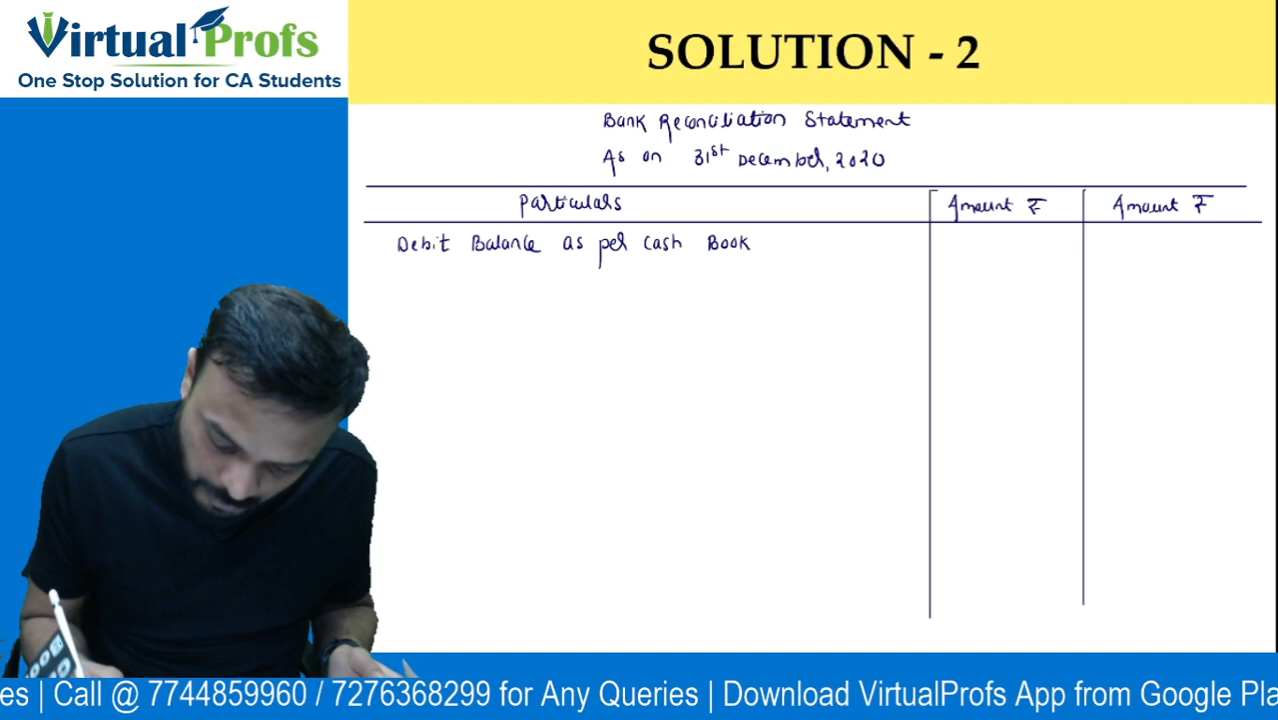 Virtual Profs
One Stop Solution for CA Students
SOLUTION - 2
Bank Reconciliation Statement
As on 31st December, 2020
Particulars
Amount ₹
Amount ₹
Debit Balance as per Cash Book
es | Call @ 7744859960 / 7276368299 for Any Queries | Download VirtualProfs App from Google Pla